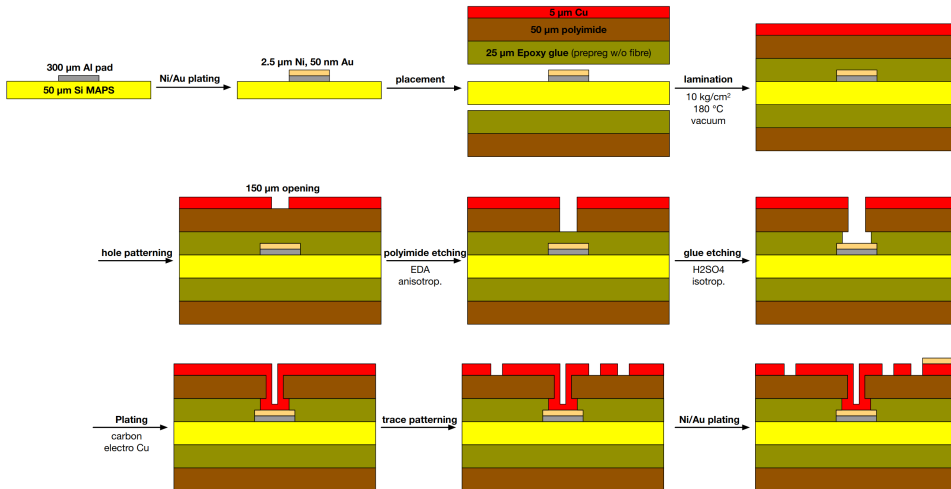 5 µm Cu
50 µm polyimide
25 µm Epoxy glue (prepreg w/o fibre)
300 µm Al pad
50 µm Si MAPS
Ni/Au plating
2.5 µm Ni, 50 nm Au
placement
lamination
10 kg/cm²
180 °C
vacuum
150 µm opening
hole patterning
polyimide etching
EDA
anisotrop.
glue etching
H2SO4
isotrop.
Plating
carbon
electro Cu
trace patterning
Ni/Au plating